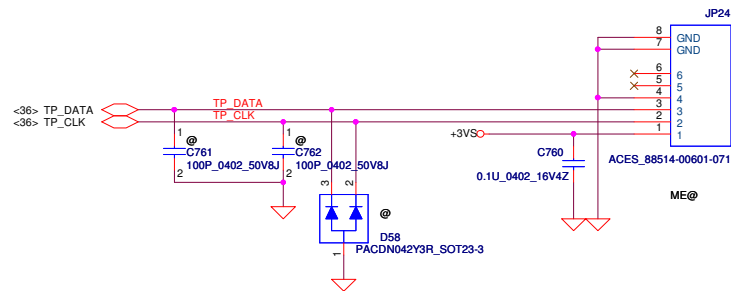 JP24
8 GND
7 GND
6 6
5 5
4 4
3 3
2 2
1 1
<36> TP_DATA TP_DATA
<36> TP_CLK TP_CLK
+3VS
1 @
C761
100P_0402_50V8J
2
1 @
C762
100P_0402_50V8J
2
C760
0.1U_0402_16V4Z
ACES_88514-00601-071
ME@
3 2
@
D58
PACDN042Y3R_SOT23-3
1